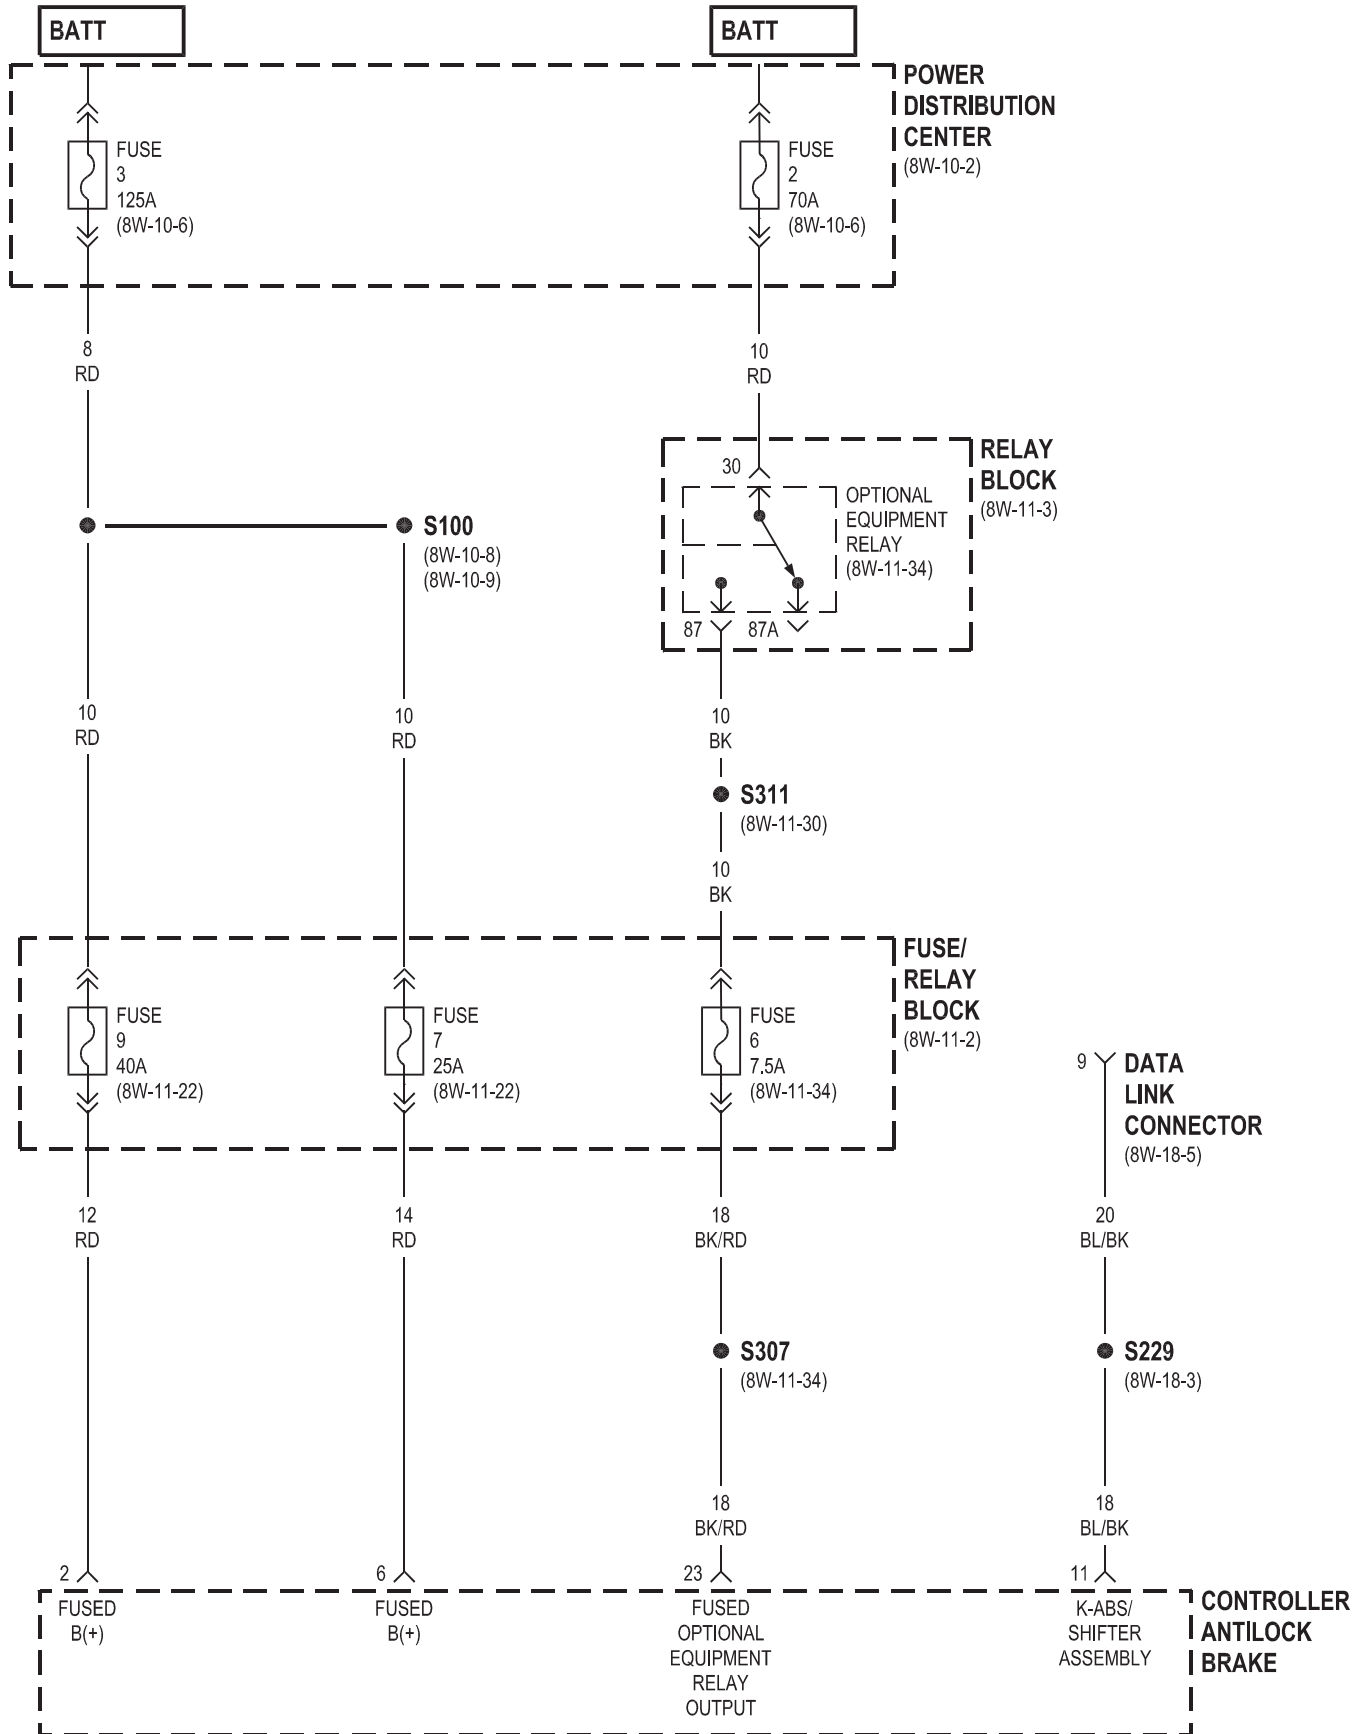 BATT
BATT
POWER
DISTRIBUTION
CENTER
(8W-10-2)
FUSE
3
125A
(8W-10-6)
FUSE
2
70A
(8W-10-6)
8
RD
10
RD
RELAY
BLOCK
(8W-11-3)
30
OPTIONAL
EQUIPMENT
RELAY
(8W-11-34)
87
87A
S100
(8W-10-8)
(8W-10-9)
10
RD
10
RD
10
BK
S311
(8W-11-30)
10
BK
FUSE/
RELAY
BLOCK
(8W-11-2)
FUSE
9
40A
(8W-11-22)
FUSE
7
25A
(8W-11-22)
FUSE
6
7.5A
(8W-11-34)
9
DATA
LINK
CONNECTOR
(8W-18-5)
12
RD
14
RD
18
BK/RD
20
BL/BK
S307
(8W-11-34)
S229
(8W-18-3)
18
BK/RD
18
BL/BK
2
6
23
11
FUSED
B(+)
FUSED
B(+)
FUSED
OPTIONAL
EQUIPMENT
RELAY
OUTPUT
K-ABS/
SHIFTER
ASSEMBLY
CONTROLLER
ANTILOCK
BRAKE